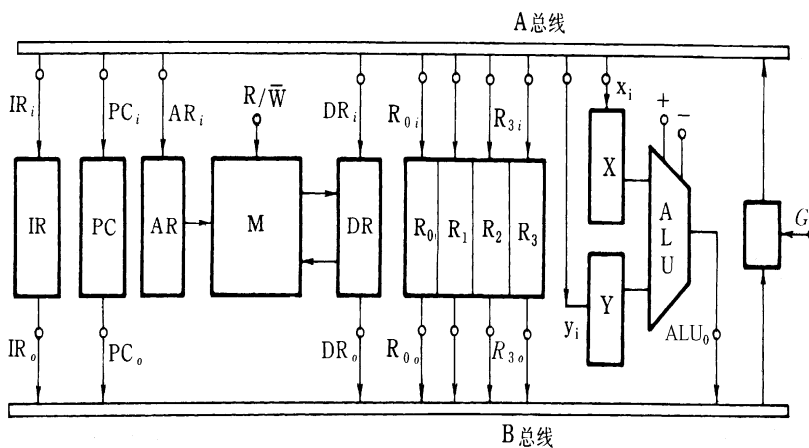 A总线
IRᵢ
PCᵢ
ARᵢ
R/W̅
DRᵢ
R₀ᵢ
R₃ᵢ
xᵢ
+
−
IR
PC
AR
M
DR
R₀
R₁
R₂
R₃
X
Y
ALU
G
yᵢ
IRₒ
PCₒ
DRₒ
R₀ₒ
R₃ₒ
ALU₀
B总线